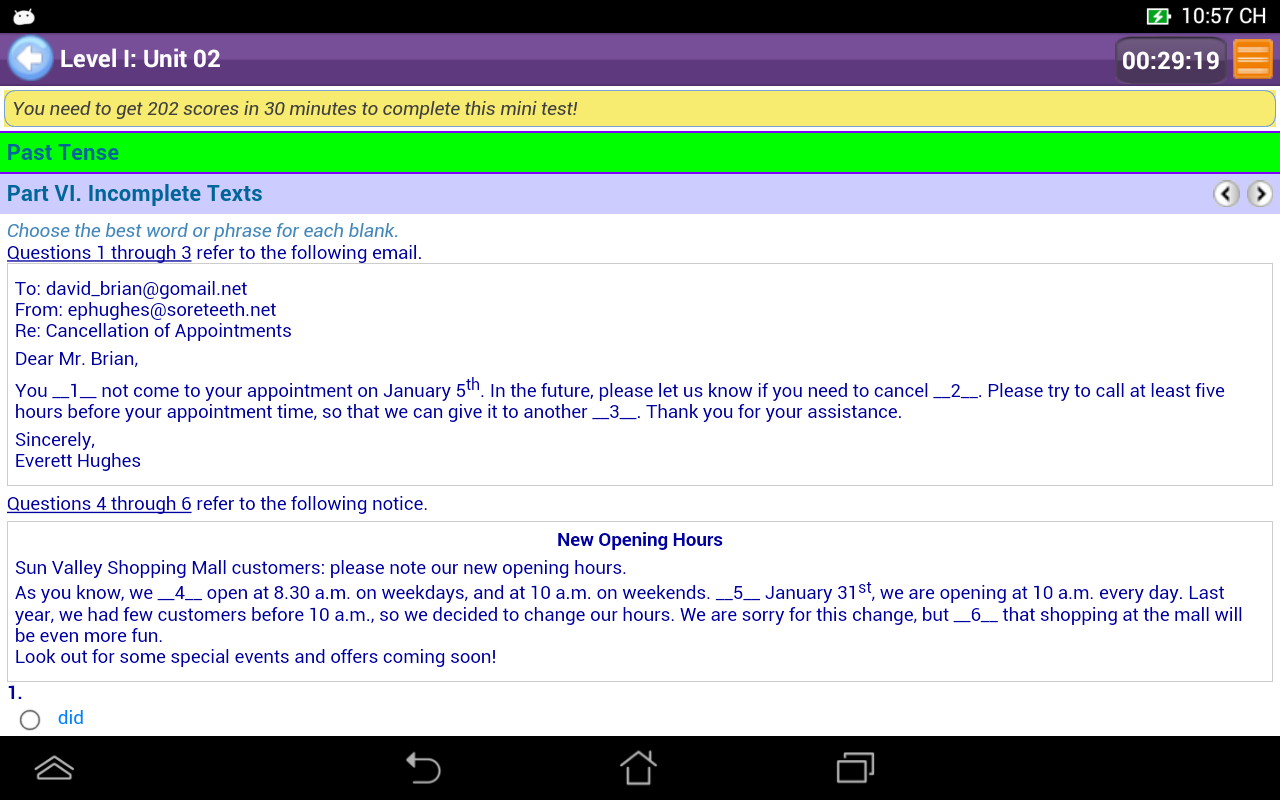 10:57 CH
Level I: Unit 02
00:29:19
You need to get 202 scores in 30 minutes to complete this mini test!
Past Tense
Part VI. Incomplete Texts
Choose the best word or phrase for each blank.
Questions 1 through 3 refer to the following email.
To: david_brian@gomail.net
From: ephughes@soreteeth.net
Re: Cancellation of Appointments
Dear Mr. Brian,
You __1__ not come to your appointment on January 5th. In the future, please let us know if you need to cancel __2__. Please try to call at least five
hours before your appointment time, so that we can give it to another __3__. Thank you for your assistance.
Sincerely,
Everett Hughes
Questions 4 through 6 refer to the following notice.
New Opening Hours
Sun Valley Shopping Mall customers: please note our new opening hours.
As you know, we __4__ open at 8.30 a.m. on weekdays, and at 10 a.m. on weekends. __5__ January 31st, we are opening at 10 a.m. every day. Last
year, we had few customers before 10 a.m., so we decided to change our hours. We are sorry for this change, but __6__ that shopping at the mall will
be even more fun.
Look out for some special events and offers coming soon!
1.
did